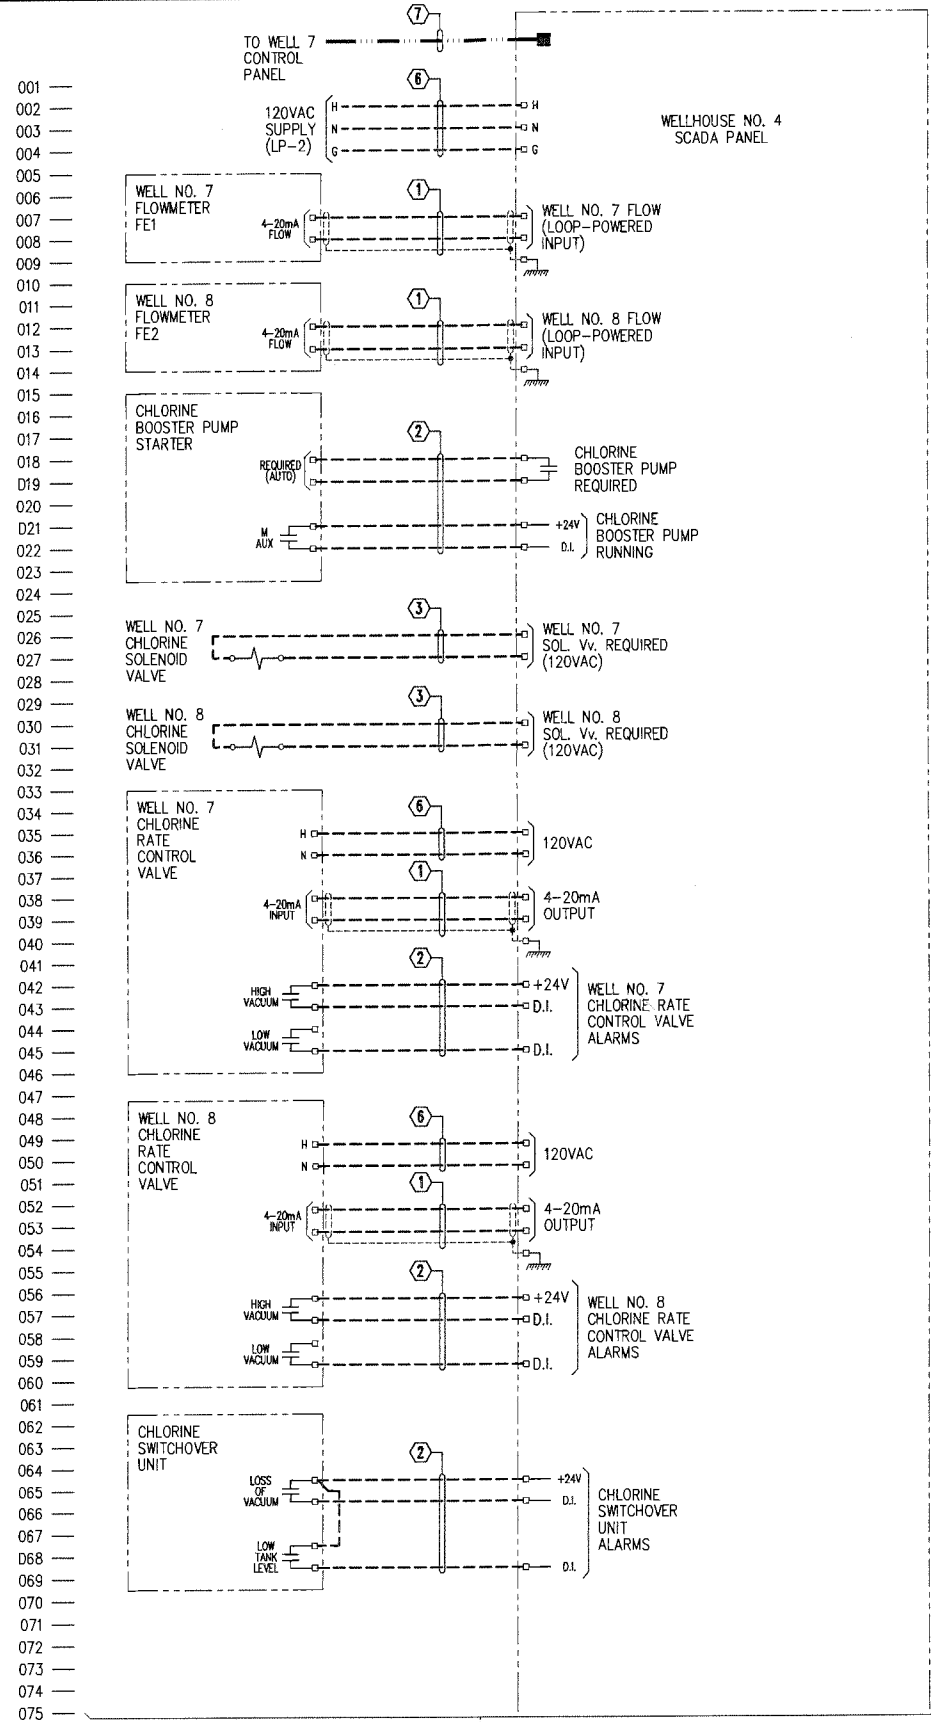 7
TO WELL 7
CONTROL
PANEL
6
120VAC
SUPPLY
(LP-2)
H
N
G
H
N
G
WELLHOUSE NO. 4
SCADA PANEL
001
002
003
004
005
006
007
008
009
010
011
012
013
014
015
016
017
018
D19
020
D21
022
023
024
025
026
027
028
029
030
031
032
033
034
035
036
037
038
039
040
041
042
043
044
045
046
047
048
049
050
051
052
053
054
055
056
057
058
059
060
061
062
063
064
065
066
067
D68
069
070
071
072
073
074
075
WELL NO. 7
FLOWMETER
FE1
4-20mA
FLOW
1
WELL NO. 7 FLOW
(LOOP-POWERED
INPUT)
WELL NO. 8
FLOWMETER
FE2
4-20mA
FLOW
1
WELL NO. 8 FLOW
(LOOP-POWERED
INPUT)
CHLORINE
BOOSTER PUMP
STARTER
REQUIRED
(AUTO)
M
AUX
2
CHLORINE
BOOSTER PUMP
REQUIRED
+24V
D.I.
CHLORINE
BOOSTER PUMP
RUNNING
WELL NO. 7
CHLORINE
SOLENOID
VALVE
3
WELL NO. 7
SOL. Vv. REQUIRED
(120VAC)
WELL NO. 8
CHLORINE
SOLENOID
VALVE
3
WELL NO. 8
SOL. Vv. REQUIRED
(120VAC)
WELL NO. 7
CHLORINE
RATE
CONTROL
VALVE
H
N
6
120VAC
4-20mA
INPUT
1
4-20mA
OUTPUT
HIGH
VACUUM
LOW
VACUUM
2
+24V
D.I.
D.I.
WELL NO. 7
CHLORINE RATE
CONTROL VALVE
ALARMS
WELL NO. 8
CHLORINE
RATE
CONTROL
VALVE
H
N
6
120VAC
4-20mA
INPUT
1
4-20mA
OUTPUT
HIGH
VACUUM
LOW
VACUUM
2
+24V
D.I.
D.I.
WELL NO. 8
CHLORINE RATE
CONTROL VALVE
ALARMS
CHLORINE
SWITCHOVER
UNIT
LOSS
OF
VACUUM
LOW
TANK
LEVEL
2
+24V
D.I.
D.I.
CHLORINE
SWITCHOVER
UNIT
ALARMS